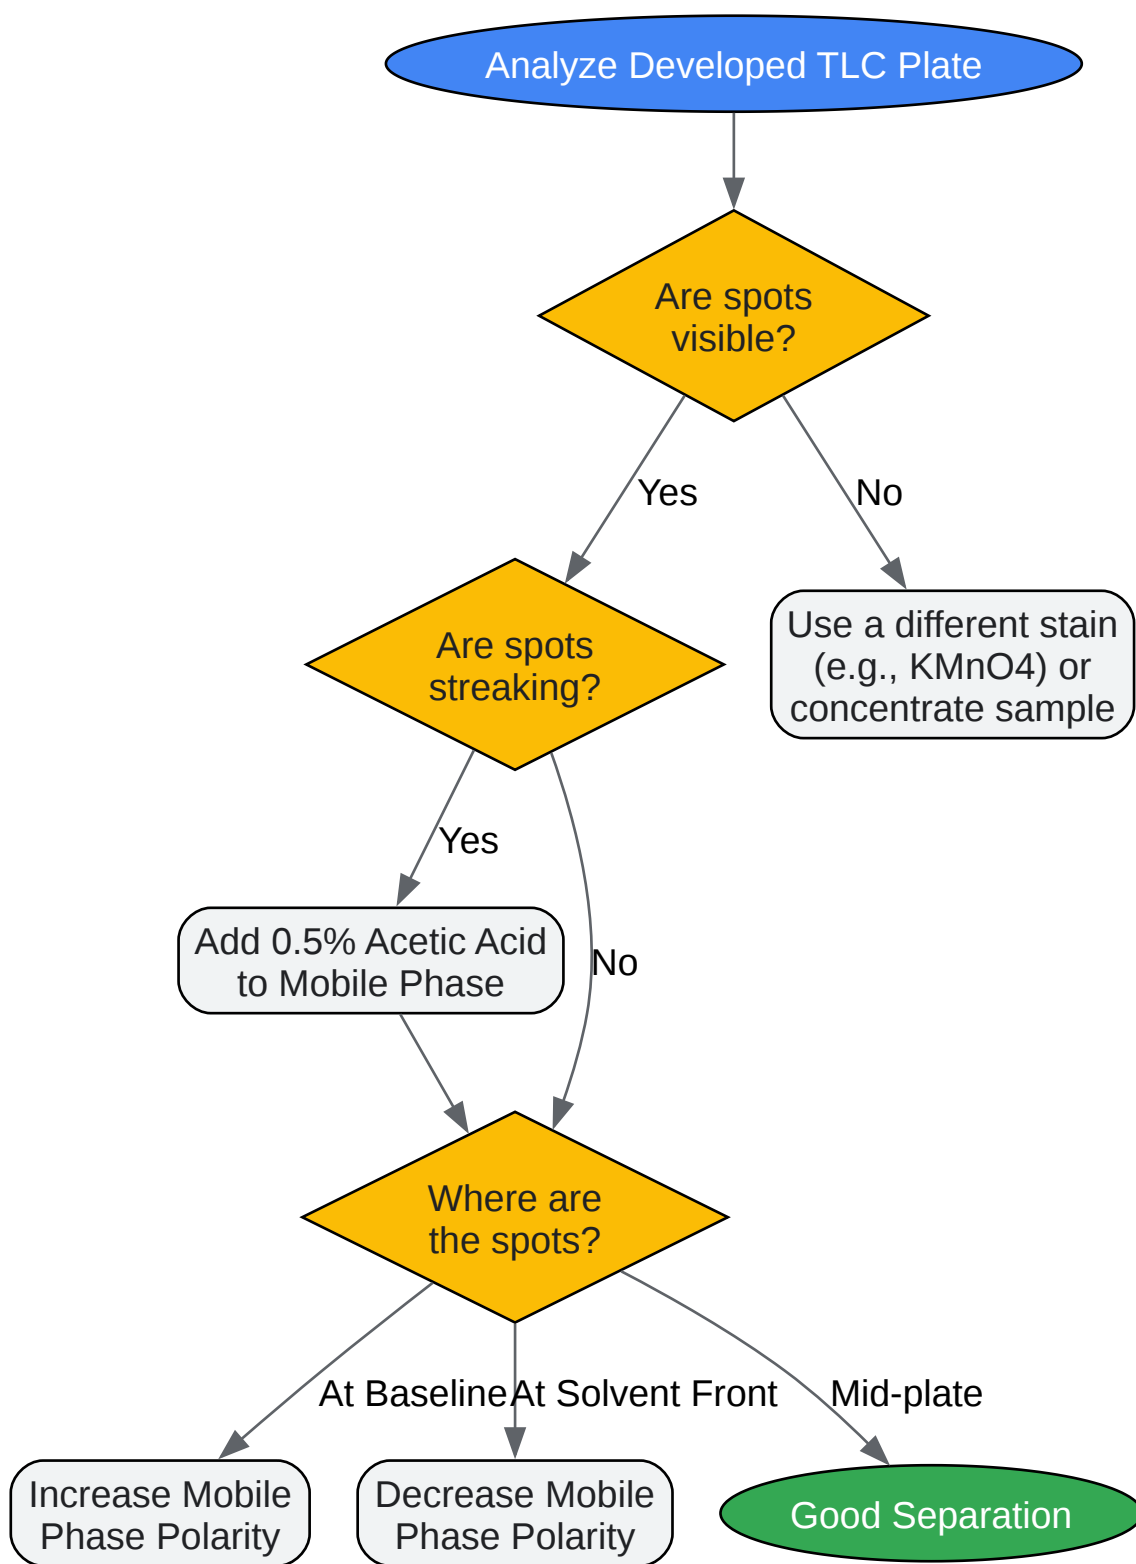 Analyze Developed TLC Plate
Are spots
visible?
Yes
No
Are spots
streaking?
Use a different stain
(e.g., KMnO4) or
concentrate sample
Yes
Add 0.5% Acetic Acid
to Mobile Phase
No
Where are
the spots?
At Baseline
At Solvent Front
Mid-plate
Increase Mobile
Phase Polarity
Decrease Mobile
Phase Polarity
Good Separation